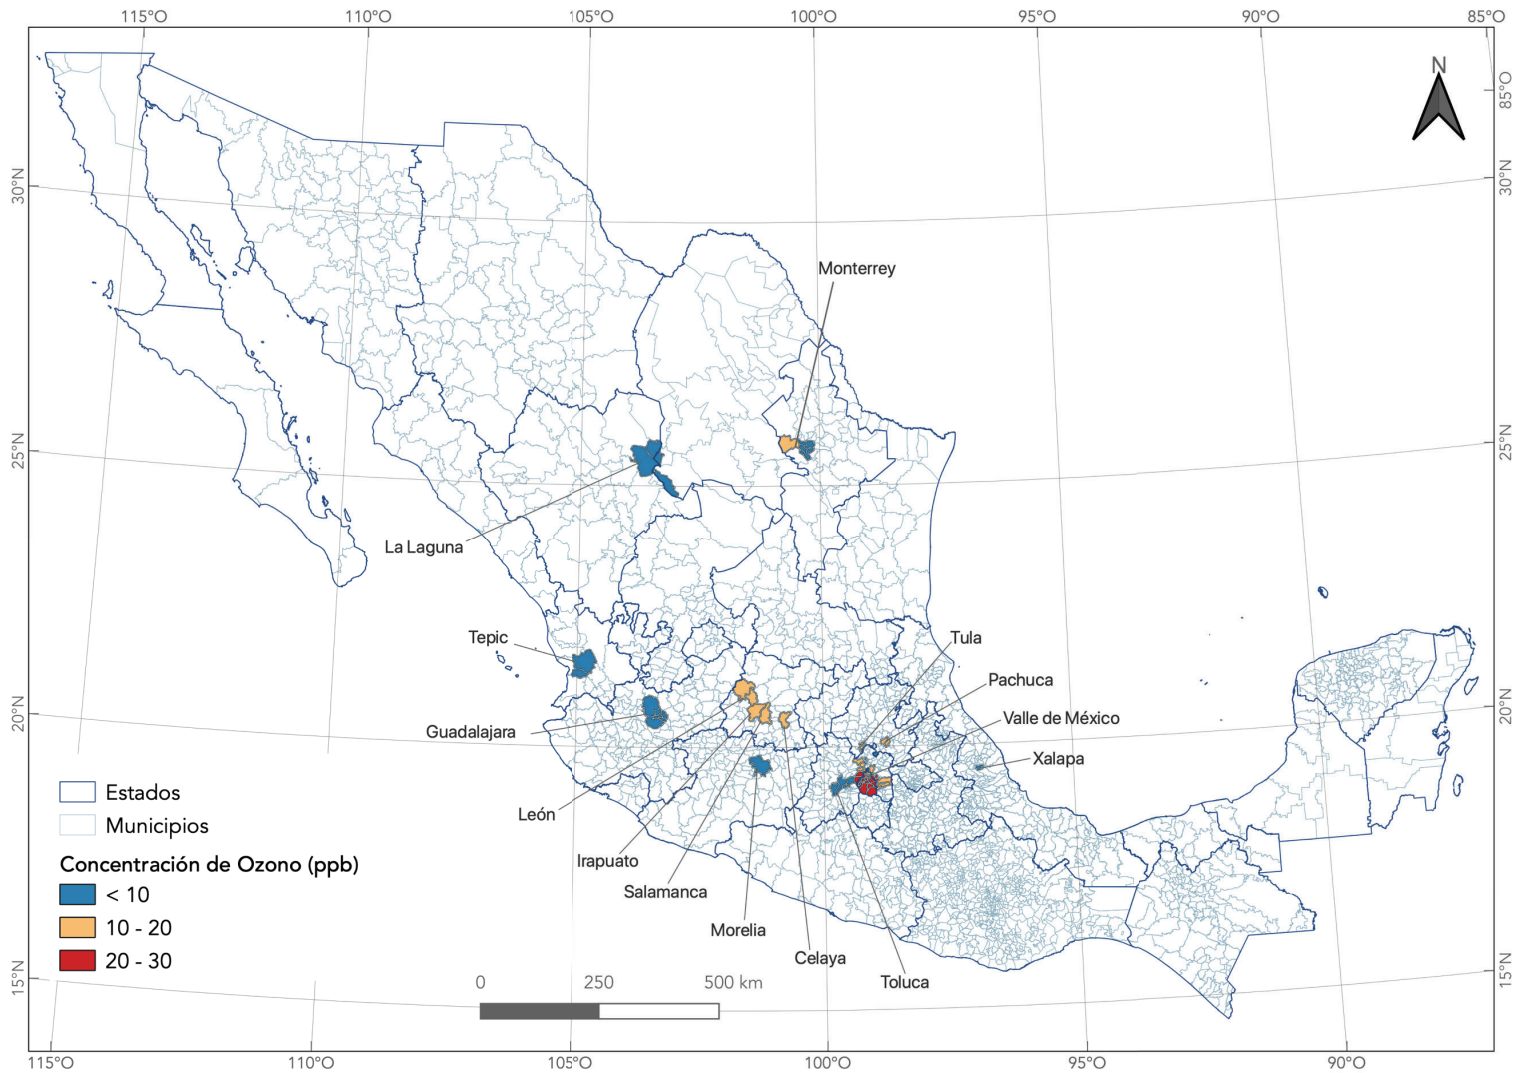 115°O 110°O 105°O 100°O 95°O 90°O 85°O
N
85°O
30°N
30°N
Monterrey
25°N
25°N
La Laguna
Tepic
Tula
Pachuca
20°N
Valle de México
20°N
Guadalajara
Xalapa
Estados
León
Municipios
Irapuato
Concentración de Ozono (ppb)
Salamanca
< 10
10 - 20
Morelia
20 - 30
Celaya
15°N
15°N
0 250 500 km
Toluca
115°O 110°O 105°O 100°O 95°O 90°O